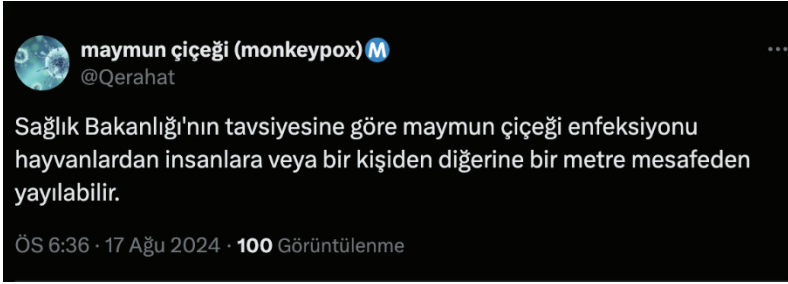 maymun çiçeği (monkeypox) Ⓜ️
@Qerahat
Sağlık Bakanlığı'nın tavsiyesine göre maymun çiçeği enfeksiyonu
hayvanlardan insanlara veya bir kişiden diğerine bir metre mesafeden
yayılabilir.
ÖS 6:36 · 17 Ağu 2024 · 100 Görüntülenme